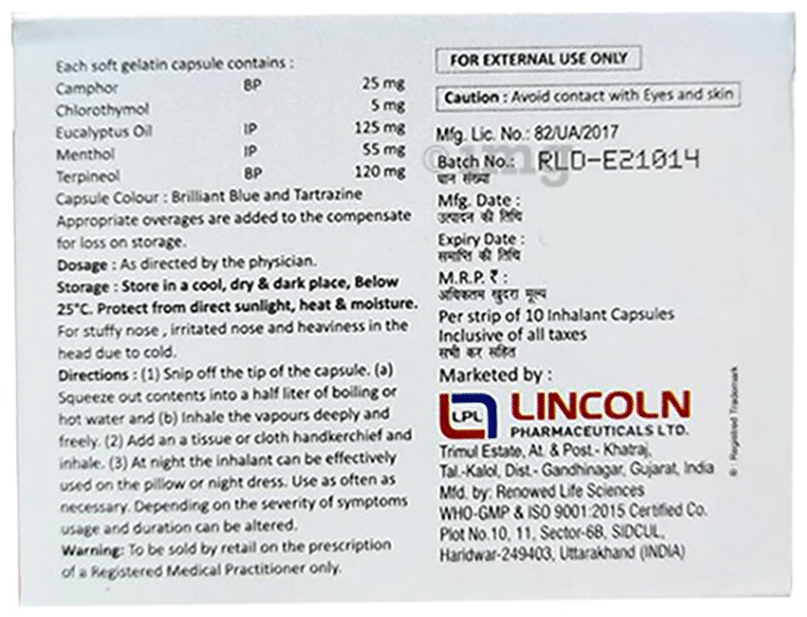 Each soft gelatin capsule contains :
Camphor BP 25 mg
Chlorothymol 5 mg
Eucalyptus Oil IP 125 mg
Menthol IP 55 mg
Terpineol BP 120 mg
Capsule Colour : Brilliant Blue and Tartrazine
Appropriate overages are added to the compensate
for loss on storage.
Dosage : As directed by the physician.
Storage : Store in a cool, dry & dark place, Below
25°C. Protect from direct sunlight, heat & moisture.
For stuffy nose , irritated nose and heaviness in the
head due to cold.
Directions : (1) Snip off the tip of the capsule. (a)
Squeeze out contents into a half liter of boiling or
hot water and (b) Inhale the vapours deeply and
freely. (2) Add an a tissue or cloth handkerchief and
inhale. (3) At night the inhalant can be effectively
used on the pillow or night dress. Use as often as
necessary. Depending on the severity of symptoms
usage and duration can be altered.
Warning: To be sold by retail on the prescription
of a Registered Medical Practitioner only.
FOR EXTERNAL USE ONLY
Caution : Avoid contact with Eyes and skin
Mfg. Lic. No.: 82/UA/2017
Batch No.: RLD-E21014
घान संख्या
Mfg. Date :
उत्पादन की तिथि
Expiry Date :
समाप्ति की तिथि
M.R.P. ₹ :
अधिकतम खुदरा मूल्य
Per strip of 10 Inhalant Capsules
Inclusive of all taxes
सभी कर सहित
Marketed by :
LPL LINCOLN
PHARMACEUTICALS LTD.
Trimul Estate, At. & Post.- Khatraj,
Tal.-Kalol, Dist.- Gandhinagar, Gujarat, India
Mfd. by: Renowed Life Sciences
WHO-GMP & ISO 9001:2015 Certified Co.
Plot No.10, 11, Sector-6B, SIDCUL,
Haridwar-249403, Uttarakhand (INDIA)
® : Registred Trademark
1mg